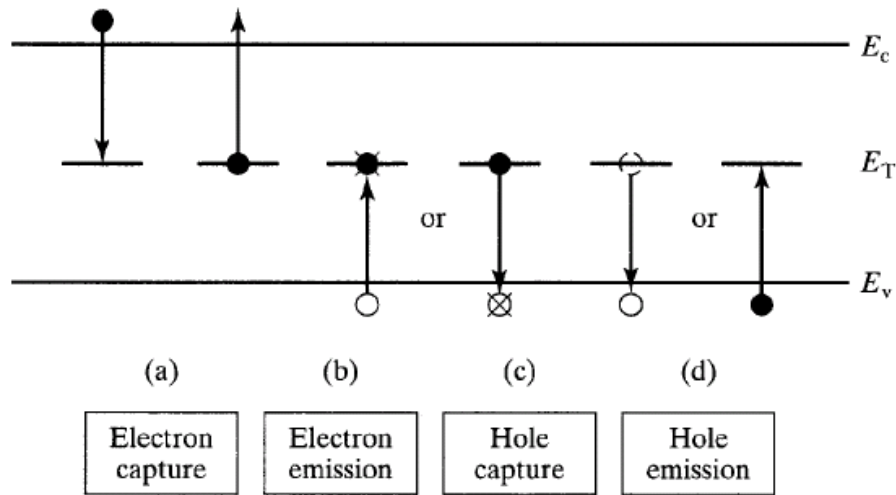 E_c
E_T
or
or
E_v
(a)
(b)
(c)
(d)
Electron
capture
Electron
emission
Hole
capture
Hole
emission